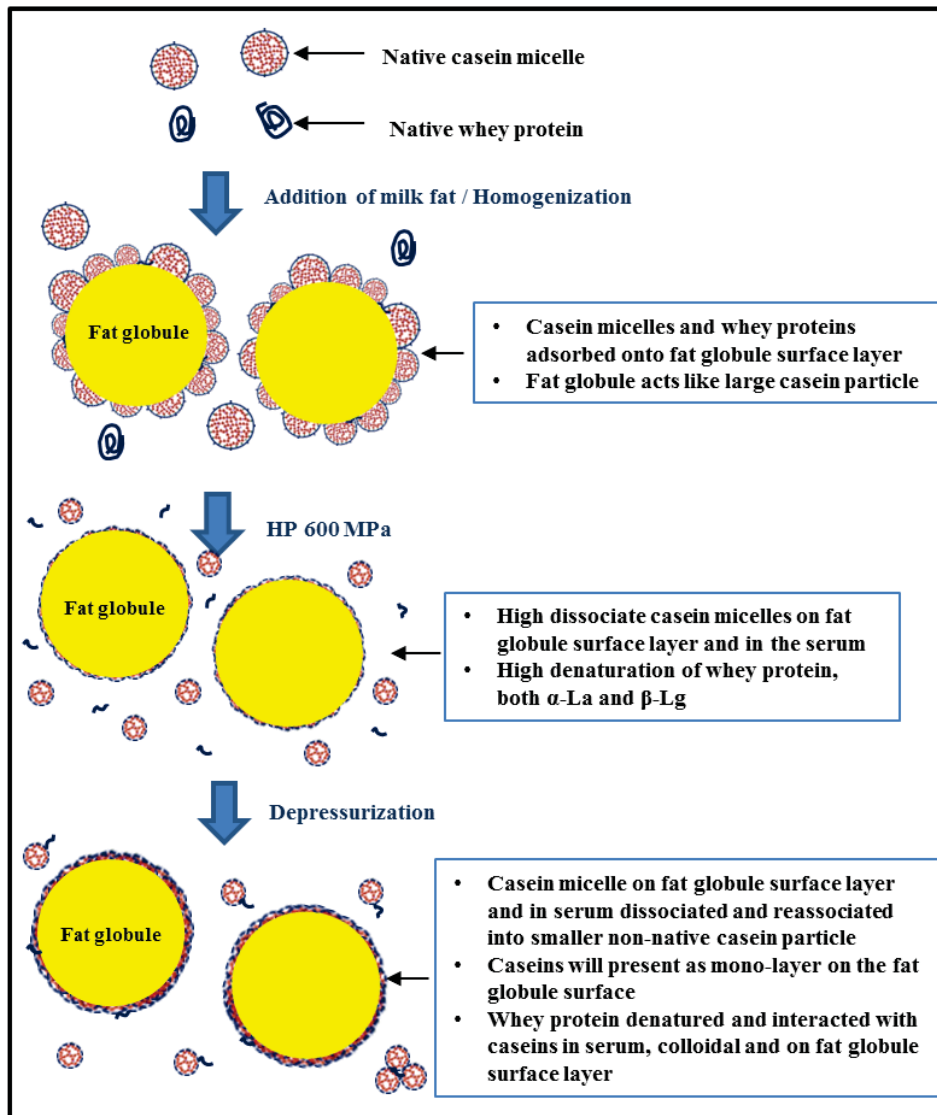 Native casein micelle
Native whey protein
Addition of milk fat / Homogenization
Fat globule
• Casein micelles and whey proteins
adsorbed onto fat globule surface layer
• Fat globule acts like large casein particle
HP 600 MPa
Fat globule
• High dissociate casein micelles on fat
globule surface layer and in the serum
• High denaturation of whey protein,
both α-La and β-Lg
Depressurization
Fat globule
• Casein micelle on fat globule surface layer
and in serum dissociated and reassociated
into smaller non-native casein particle
• Caseins will present as mono-layer on the fat
globule surface
• Whey protein denatured and interacted with
caseins in serum, colloidal and on fat globule
surface layer